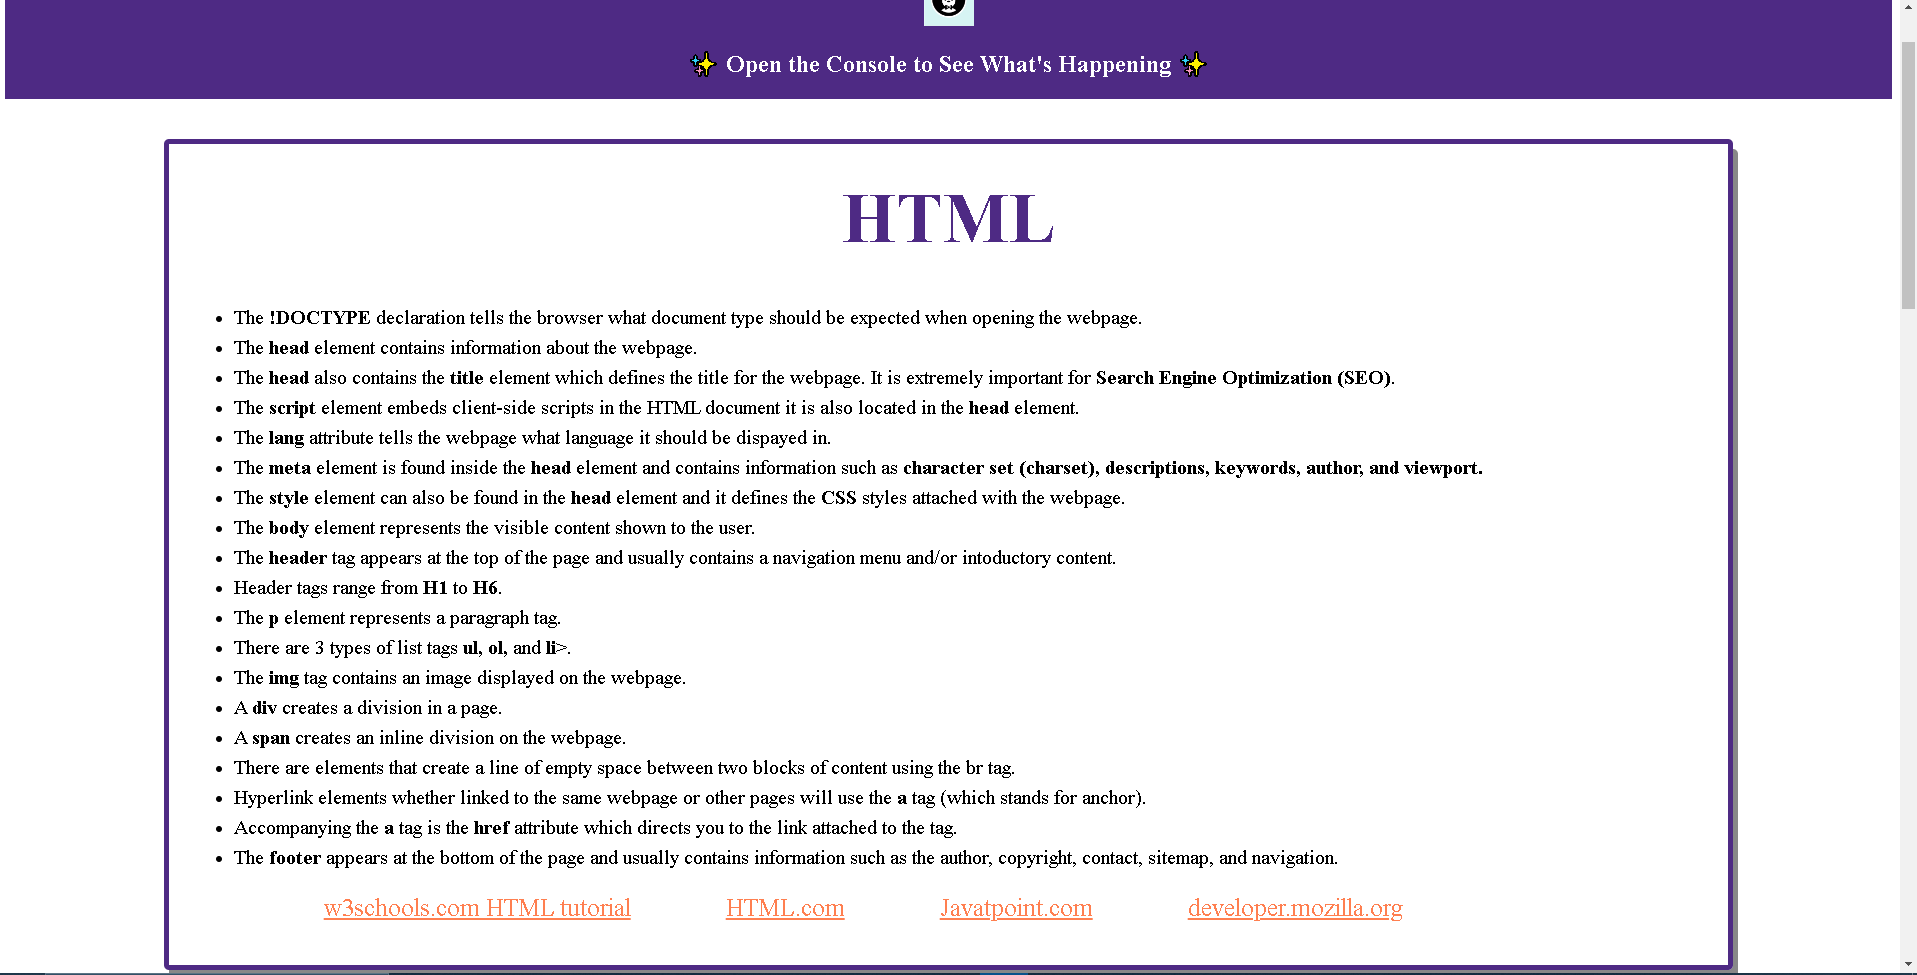 ✨ Open the Console to See What's Happening ✨
HTML
• The !DOCTYPE declaration tells the browser what document type should be expected when opening the webpage.
• The head element contains information about the webpage.
• The head also contains the title element which defines the title for the webpage. It is extremely important for Search Engine Optimization (SEO).
• The script element embeds client-side scripts in the HTML document it is also located in the head element.
• The lang attribute tells the webpage what language it should be dispayed in.
• The meta element is found inside the head element and contains information such as character set (charset), descriptions, keywords, author, and viewport.
• The style element can also be found in the head element and it defines the CSS styles attached with the webpage.
• The body element represents the visible content shown to the user.
• The header tag appears at the top of the page and usually contains a navigation menu and/or intoductory content.
• Header tags range from H1 to H6.
• The p element represents a paragraph tag.
• There are 3 types of list tags ul, ol, and li>.
• The img tag contains an image displayed on the webpage.
• A div creates a division in a page.
• A span creates an inline division on the webpage.
• There are elements that create a line of empty space between two blocks of content using the br tag.
• Hyperlink elements whether linked to the same webpage or other pages will use the a tag (which stands for anchor).
• Accompanying the a tag is the href attribute which directs you to the link attached to the tag.
• The footer appears at the bottom of the page and usually contains information such as the author, copyright, contact, sitemap, and navigation.
w3schools.com HTML tutorial HTML.com Javatpoint.com developer.mozilla.org